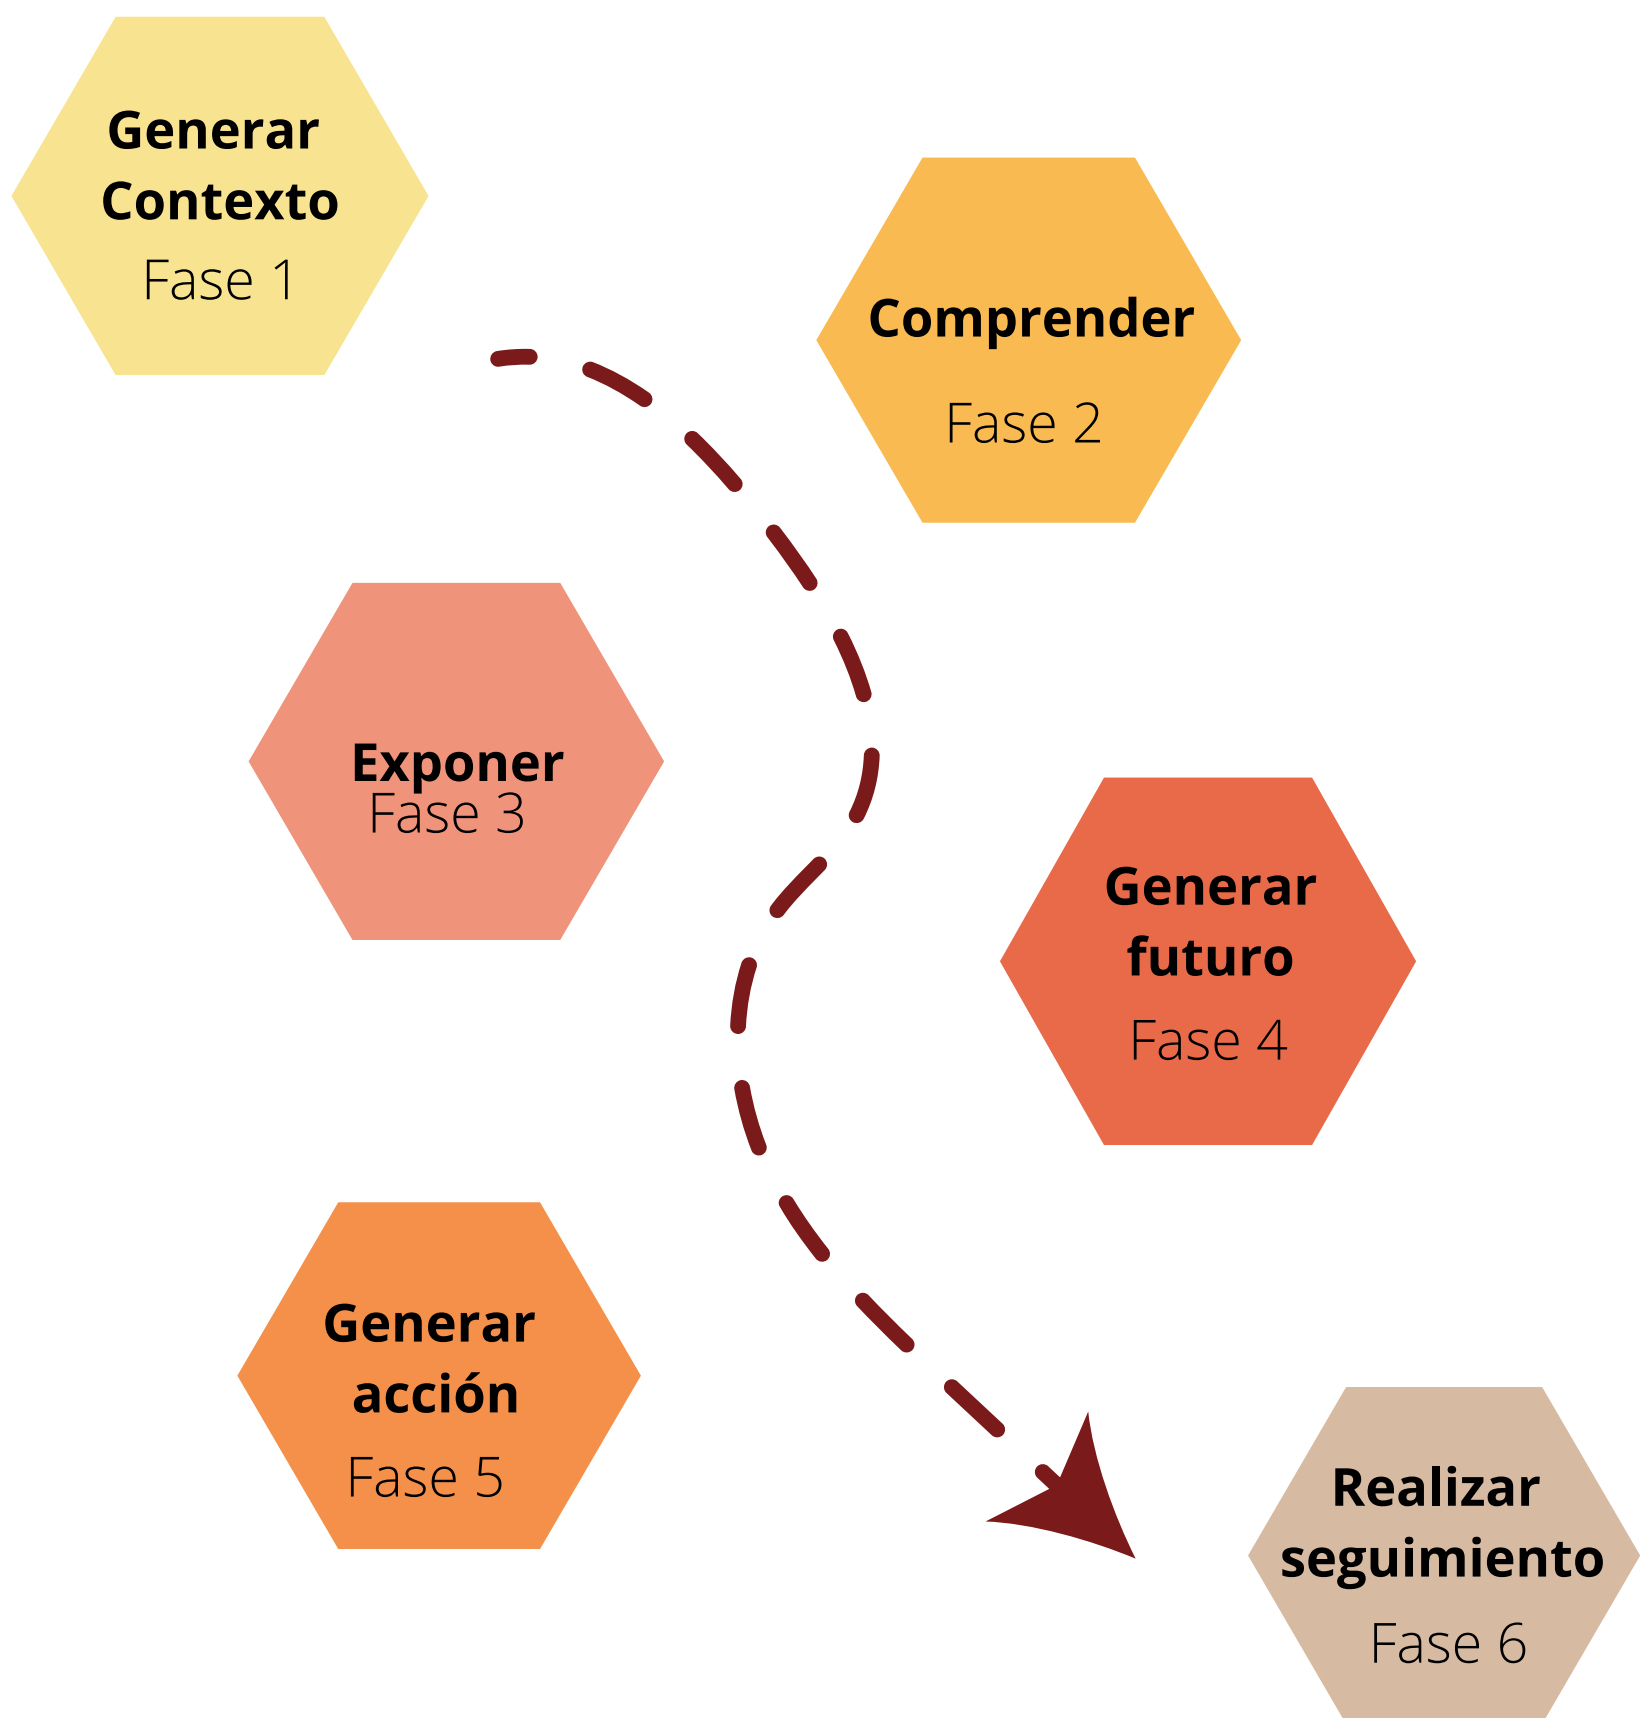 Generar
Contexto
Fase 1
Comprender
Fase 2
Exponer
Fase 3
Generar
futuro
Fase 4
Generar
acción
Fase 5
Realizar
seguimiento
Fase 6